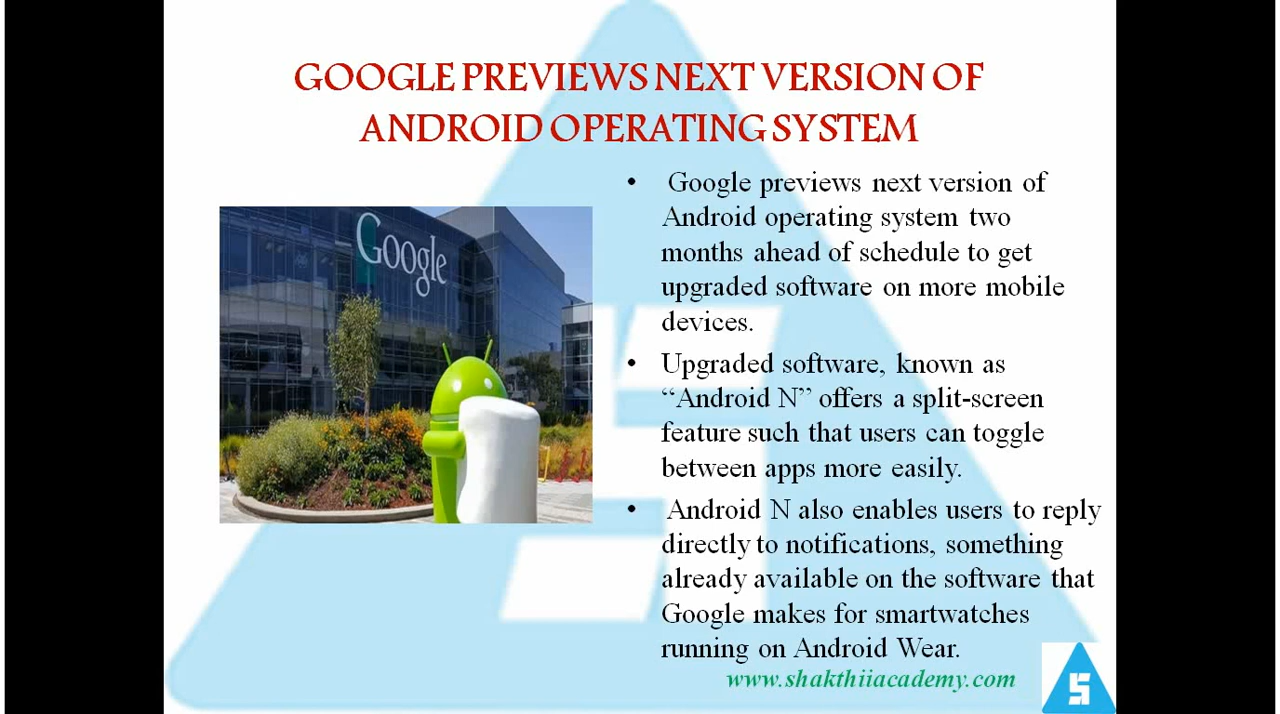 GOOGLE PREVIEWS NEXT VERSION OF
ANDROID OPERATING SYSTEM
Google
• Google previews next version of
Android operating system two
months ahead of schedule to get
upgraded software on more mobile
devices.
• Upgraded software, known as
“Android N” offers a split-screen
feature such that users can toggle
between apps more easily.
• Android N also enables users to reply
directly to notifications, something
already available on the software that
Google makes for smartwatches
running on Android Wear.
www.shakthiiacademy.com
S